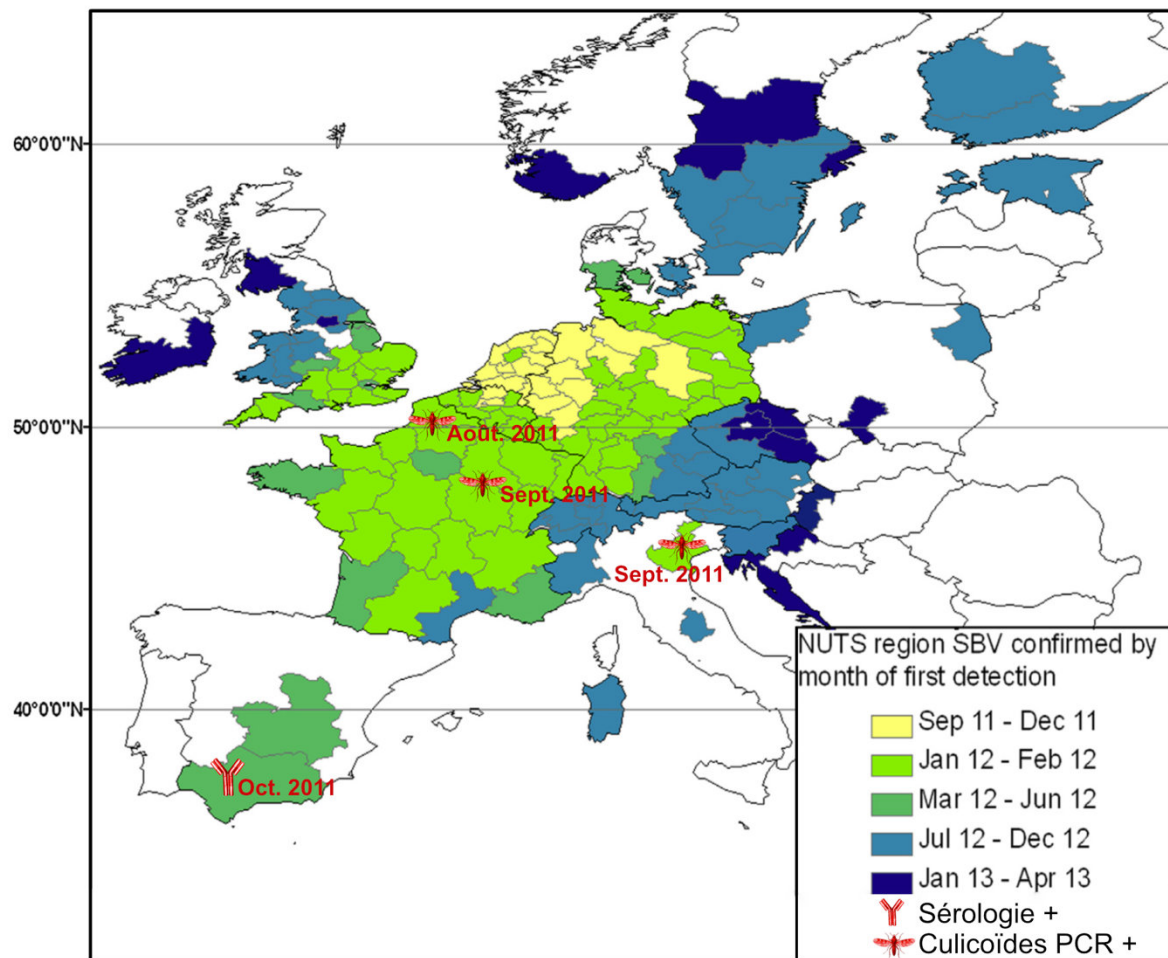 60°0'0"N
50°0'0"N
Août. 2011
Sept. 2011
Sept. 2011
40°0'0"N
Oct. 2011
NUTS region SBV confirmed by
month of first detection
Sep 11 - Dec 11
Jan 12 - Feb 12
Mar 12 - Jun 12
Jul 12 - Dec 12
Jan 13 - Apr 13
Sérologie +
Culicoïdes PCR +